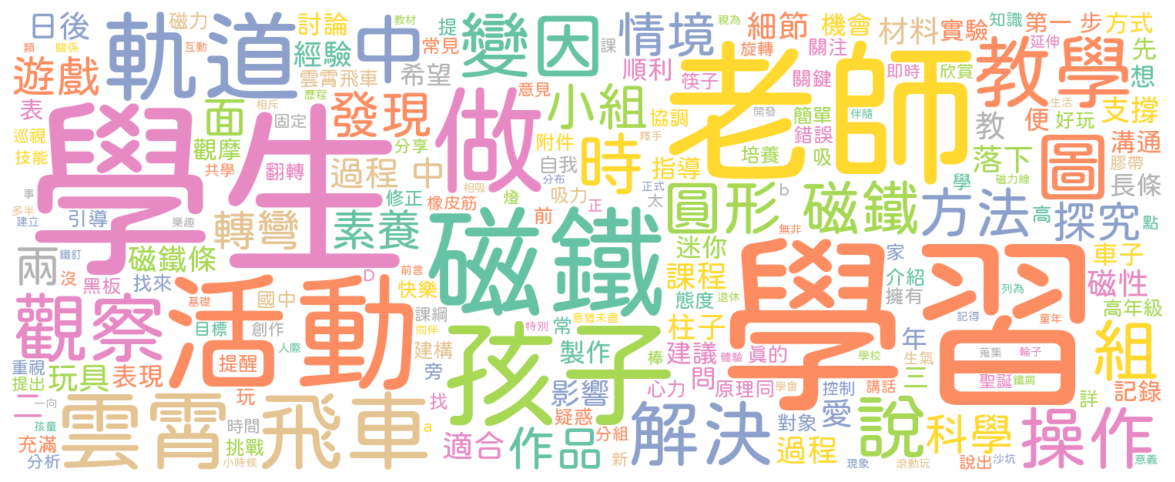 日後
磁力
討論
教材
親為
知識
第一
步
方式
類
關係
互動
常見
提
課
旋轉
延伸
軌道
中
變因
情境
細節
機會
材料
實驗
先
遊戲
經驗
希望
順利
筷子
關注
關鍵
即時
欣賞
教學
想
雲霄飛車
歷程
意見
表
面
相斥
固定
發現
做
小組
協調
開發
簡單
伴隨
老師
教
便
好玩
生活
支撐
巡視
技能
觀摩
共學
翻轉
分享
附件
釋手
錯誤
培養
吸
溝通
膠帶
學生
過程
中
自我
時
指導
落下
圖
長條
事
多半
建立
引導
樂趣
轉彎
燈
修正
橡皮筋
相吸
分布
吸力
正式
太
b
學
磁力線
鐵釘
素養
前
正
圓形
磁鐵
無非
方法
高
探究
點
兩
沒
黑板
磁鐵條
找來
D
前言
快樂
磁鐵
迷你
課程
家
介紹
擁有
車子
磁性
觀察
活動
基礎
國中
目標
創作
課綱
同伴
特別
常
意猶未盡
態度
退休
學習
列為
記得
童年
高年級
重視
提出
玩具
表現
提醒
人際
建構
旁
孩子
製作
棒
柱子
建議
體驗
真的
學校
年
生氣
三
蒐集
輪子
組
二
一向
玩
找
影響
心力
問
原理同
學會
控制
講話
聖誕
鐵屑
詳
記錄
孩童
充滿
分析
雲霄飛車
時間
挑戰
小時候
a
適合
作品
疑惑
分組
新
解決
對象
愛
過程
現象
說
滾動玩
科學
說出
沙坑
操作
意義